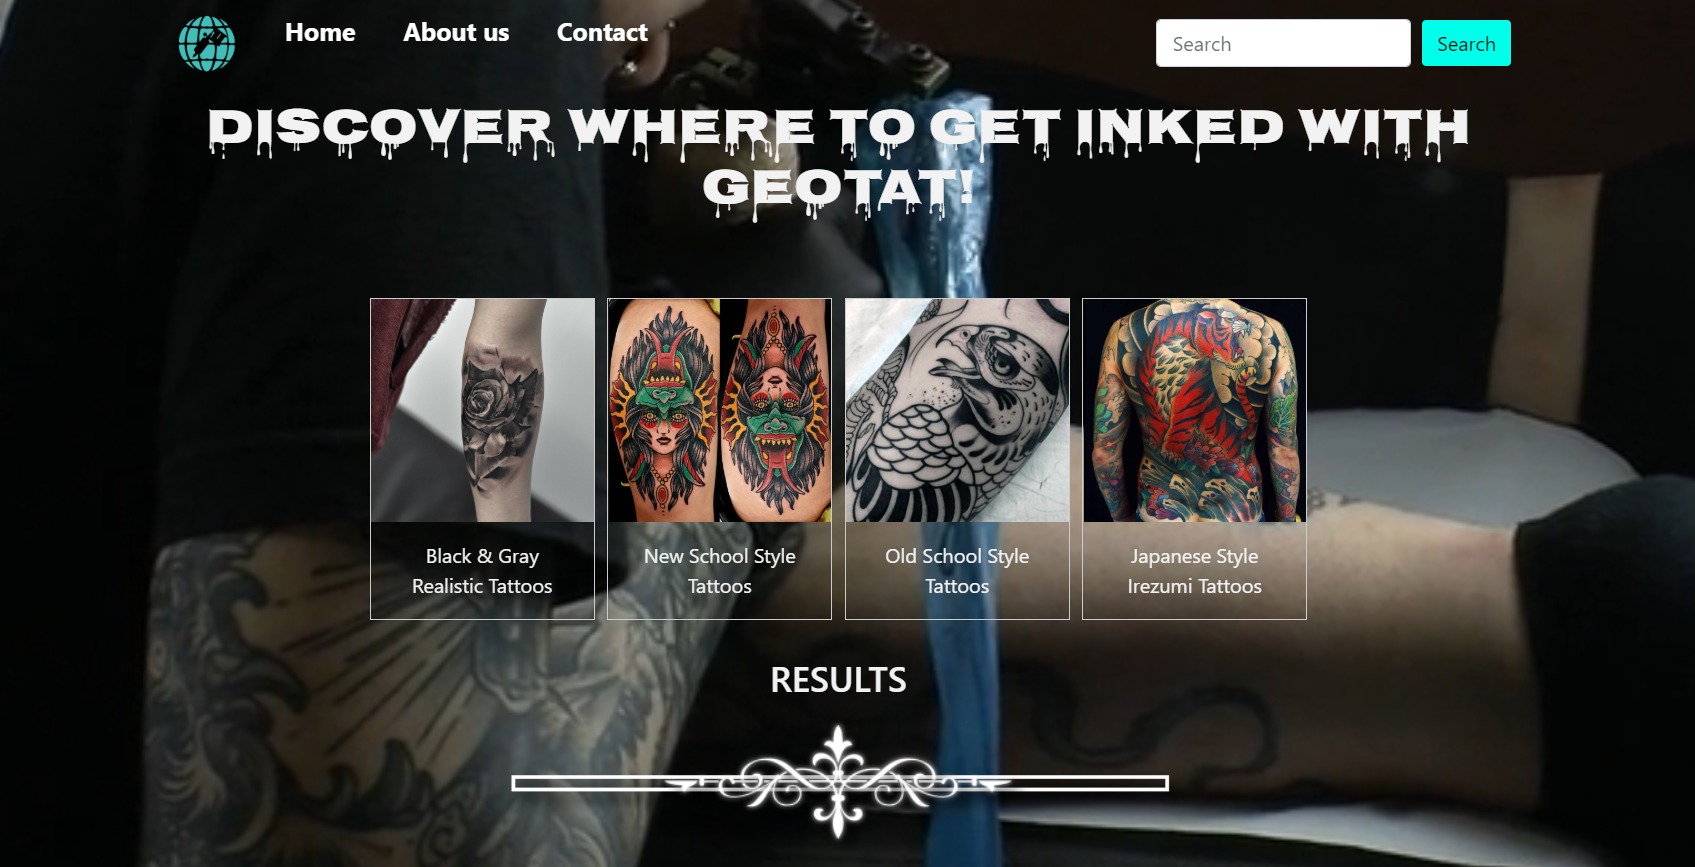 Home About us Contact Search Search
DISCOVER WHERE TO GET INKED WITH
GEOTAT!
Black & Gray
Realistic Tattoos
New School Style
Tattoos
Old School Style
Tattoos
Japanese Style
Irezumi Tattoos
RESULTS